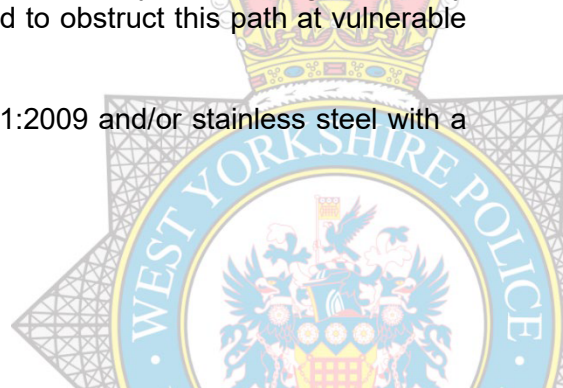 d to obstruct this path at vulnerable
1:2009 and/or stainless steel with a
WEST YORKSHIRE POLICE